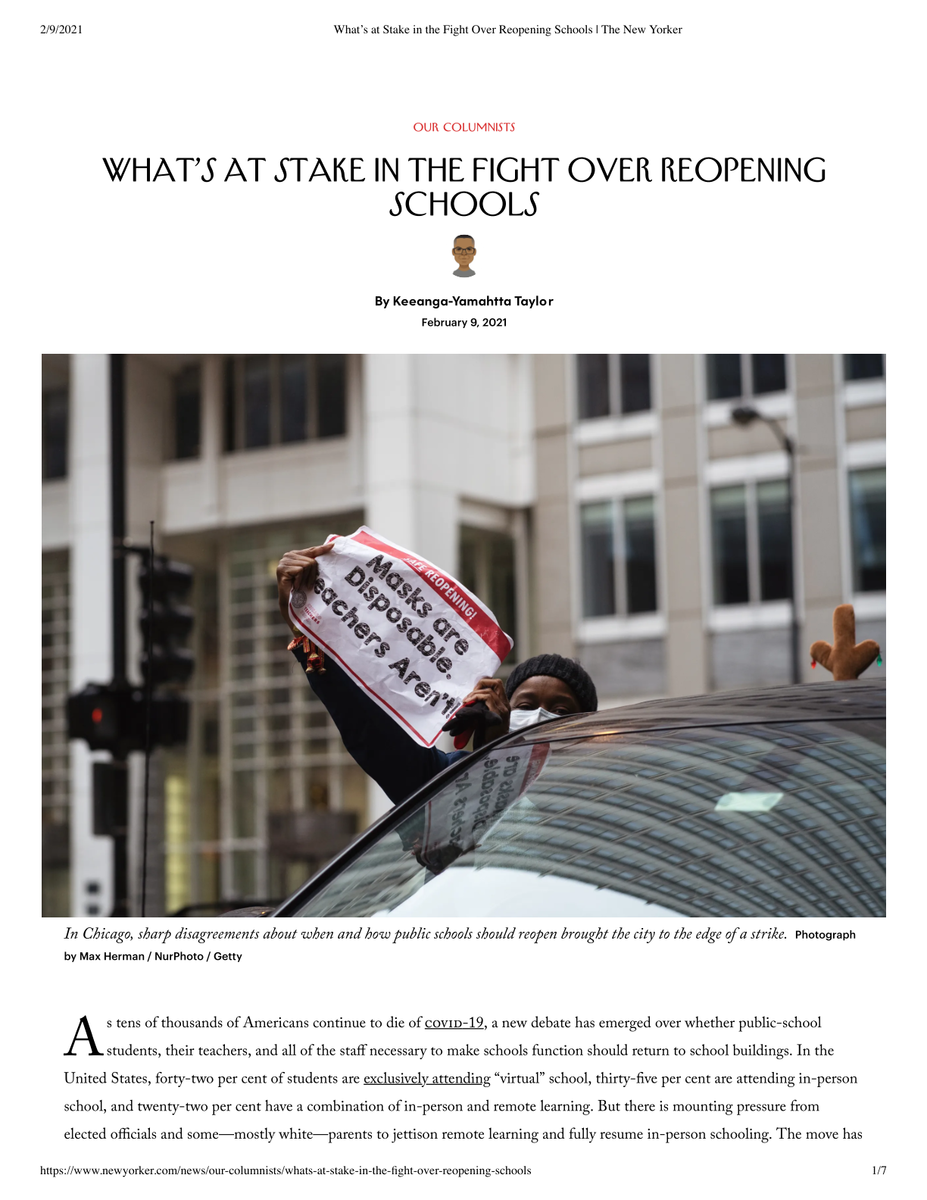 2/9/2021 What's at Stake in the Fight Over Reopening Schools | The New Yorker
OUR COLUMNISTS
WHAT'S AT STAKE IN THE FIGHT OVER REOPENING
SCHOOLS
By Keeanga-Yamahtta Taylor
February 9, 2021
SAFE REOPENING!
Masks are
Disposable.
Teachers Aren't!
In Chicago, sharp disagreements about when and how public schools should reopen brought the city to the edge of a strike. Photograph
by Max Herman / NurPhoto / Getty
As tens of thousands of Americans continue to die of COVID-19, a new debate has emerged over whether public-school
students, their teachers, and all of the staff necessary to make schools function should return to school buildings. In the
United States, forty-two per cent of students are exclusively attending “virtual” school, thirty-five per cent are attending in-person
school, and twenty-two per cent have a combination of in-person and remote learning. But there is mounting pressure from
elected officials and some—mostly white—parents to jettison remote learning and fully resume in-person schooling. The move has
https://www.newyorker.com/news/our-columnists/whats-at-stake-in-the-fight-over-reopening-schools 1/7